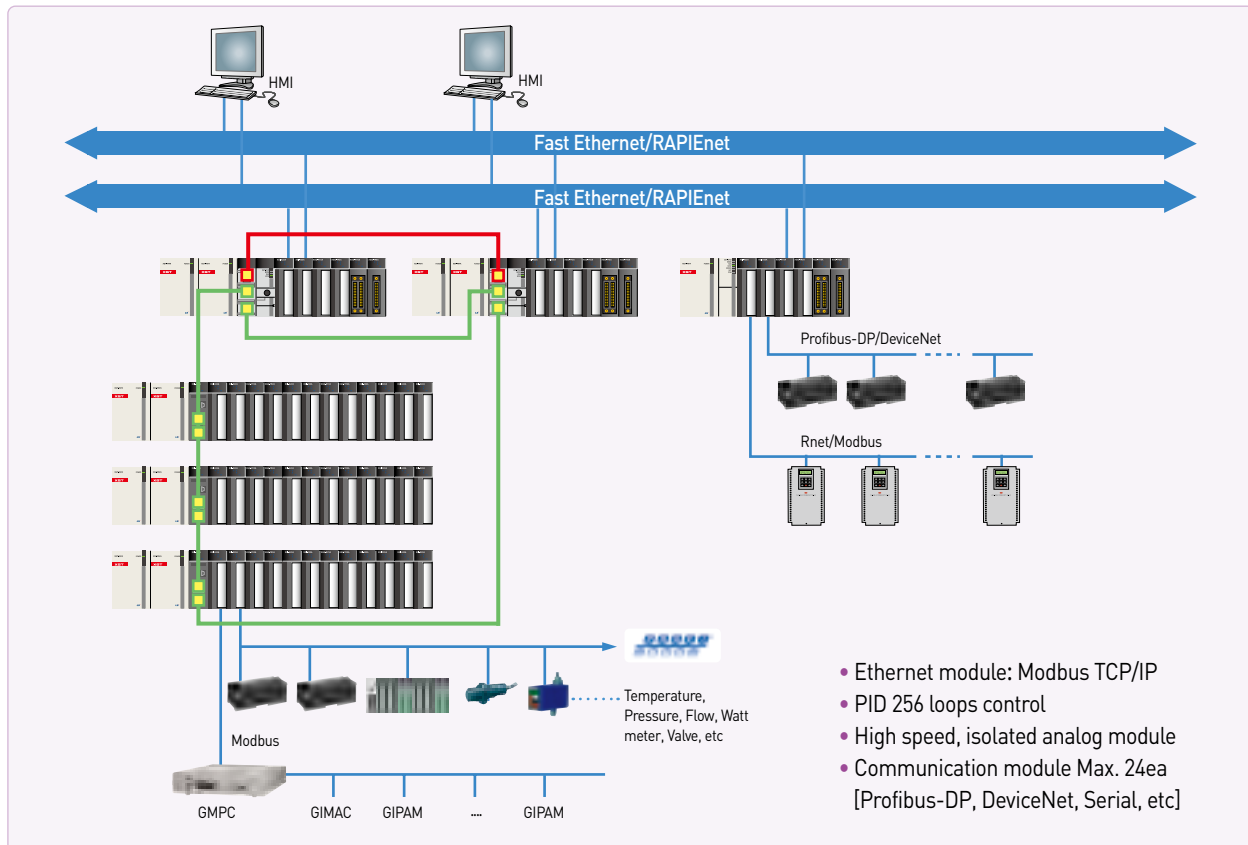 HMI
HMI
Fast Ethernet/RAPIEnet
Fast Ethernet/RAPIEnet
Profibus-DP/DeviceNet
Rnet/Modbus
Temperature,
Pressure, Flow, Watt
meter, Valve, etc
Modbus
GMPC
GIMAC
GIPAM
....
GIPAM
• Ethernet module: Modbus TCP/IP
• PID 256 loops control
• High speed, isolated analog module
• Communication module Max. 24ea
[Profibus-DP, DeviceNet, Serial, etc]